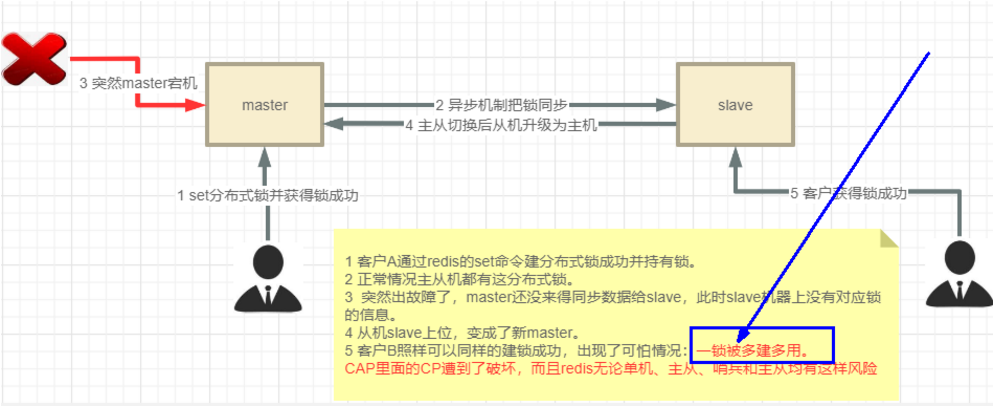 3 突然master宕机
master
2 异步机制把锁同步
slave
4 主从切换后从机升级为主机
1 set分布式锁并获得锁成功
5 客户获得锁成功
1 客户A通过redis的set命令建分布式锁成功并持有锁。
2 正常情况主从机都有这分布式锁。
3 突然出故障了，master还没来得同步数据给slave，此时slave机器上没有对应锁
的信息。
4 从机slave上位，变成了新master。
5 客户B照样可以同样的建锁成功，出现了可怕情况：一锁被多建多用。
CAP里面的CP遭到了破坏，而且redis无论单机、主从、哨兵和主从均有这样风险